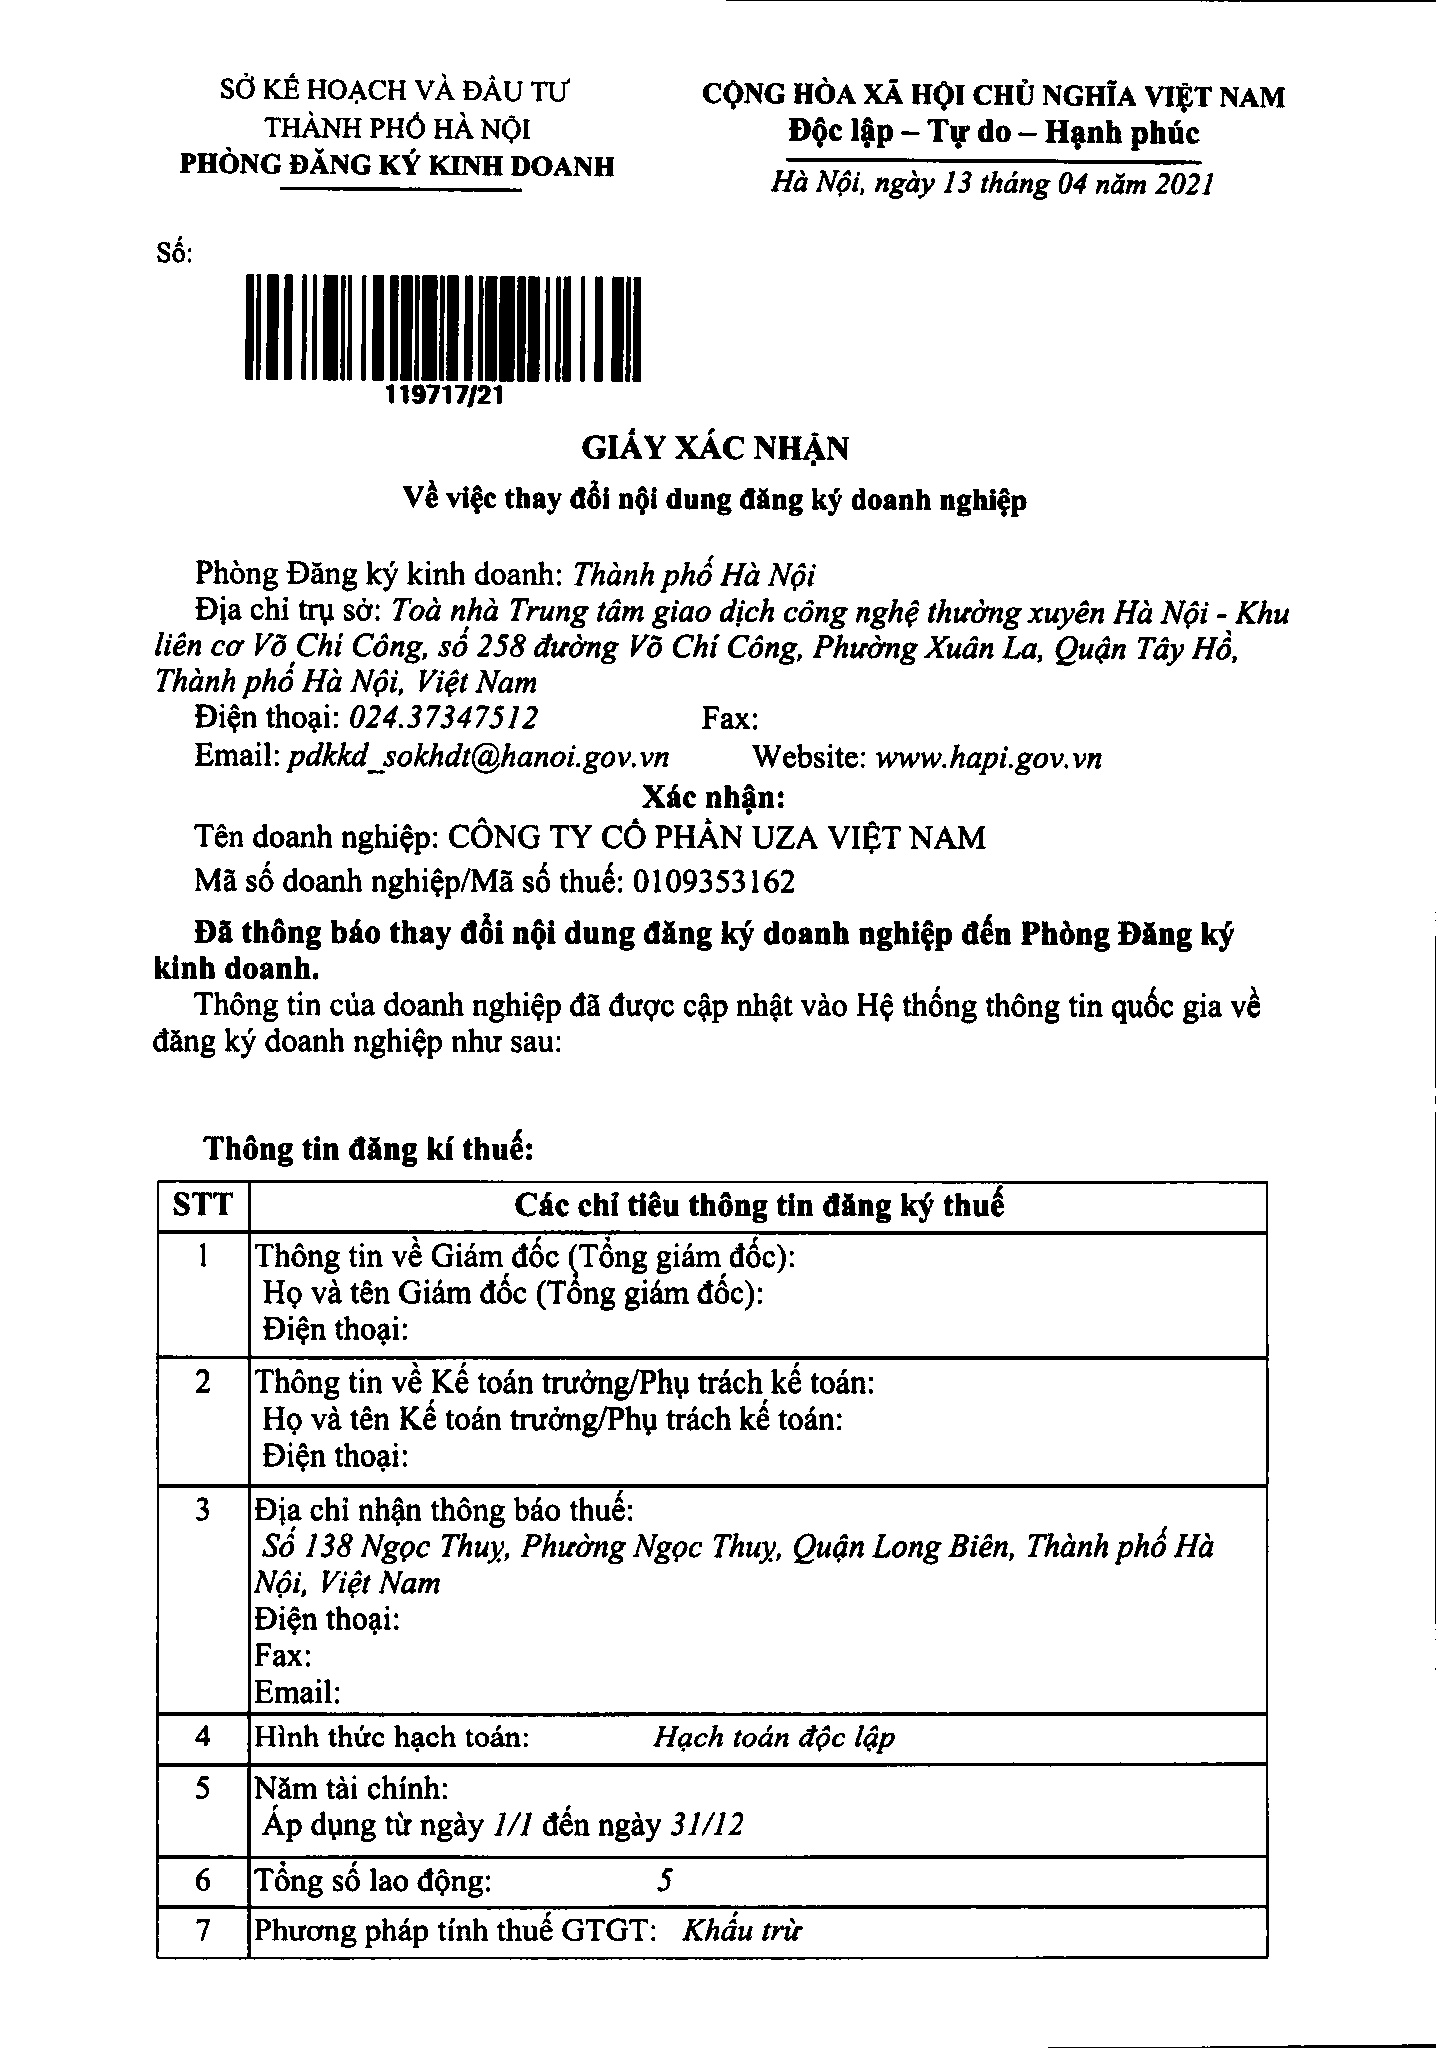 SỞ KẾ HOẠCH VÀ ĐẦU TƯ
THÀNH PHỐ HÀ NỘI
PHÒNG ĐĂNG KÝ KINH DOANH
CỘNG HÒA XÃ HỘI CHỦ NGHĨA VIỆT NAM
Độc lập – Tự do – Hạnh phúc
Hà Nội, ngày 13 tháng 04 năm 2021
Số:
119717/21
GIẤY XÁC NHẬN
Về việc thay đổi nội dung đăng ký doanh nghiệp
Phòng Đăng ký kinh doanh: Thành phố Hà Nội
Địa chỉ trụ sở: Toà nhà Trung tâm giao dịch công nghệ thường xuyên Hà Nội - Khu
liên cơ Võ Chí Công, số 258 đường Võ Chí Công, Phường Xuân La, Quận Tây Hồ,
Thành phố Hà Nội, Việt Nam
Điện thoại: 024.37347512 Fax:
Email: pdkkd_sokhdt@hanoi.gov.vn Website: www.hapi.gov.vn
Xác nhận:
Tên doanh nghiệp: CÔNG TY CỔ PHẦN UZA VIỆT NAM
Mã số doanh nghiệp/Mã số thuế: 0109353162
Đã thông báo thay đổi nội dung đăng ký doanh nghiệp đến Phòng Đăng ký
kinh doanh.
Thông tin của doanh nghiệp đã được cập nhật vào Hệ thống thông tin quốc gia về
đăng ký doanh nghiệp như sau:
Thông tin đăng kí thuế:
STT Các chỉ tiêu thông tin đăng ký thuế
1 Thông tin về Giám đốc (Tổng giám đốc):
Họ và tên Giám đốc (Tổng giám đốc):
Điện thoại:
2 Thông tin về Kế toán trưởng/Phụ trách kế toán:
Họ và tên Kế toán trưởng/Phụ trách kế toán:
Điện thoại:
3 Địa chỉ nhận thông báo thuế:
Số 138 Ngọc Thuỵ, Phường Ngọc Thuỵ, Quận Long Biên, Thành phố Hà
Nội, Việt Nam
Điện thoại:
Fax:
Email:
4 Hình thức hạch toán: Hạch toán độc lập
5 Năm tài chính:
Áp dụng từ ngày 1/1 đến ngày 31/12
6 Tổng số lao động: 5
7 Phương pháp tính thuế GTGT: Khấu trừ